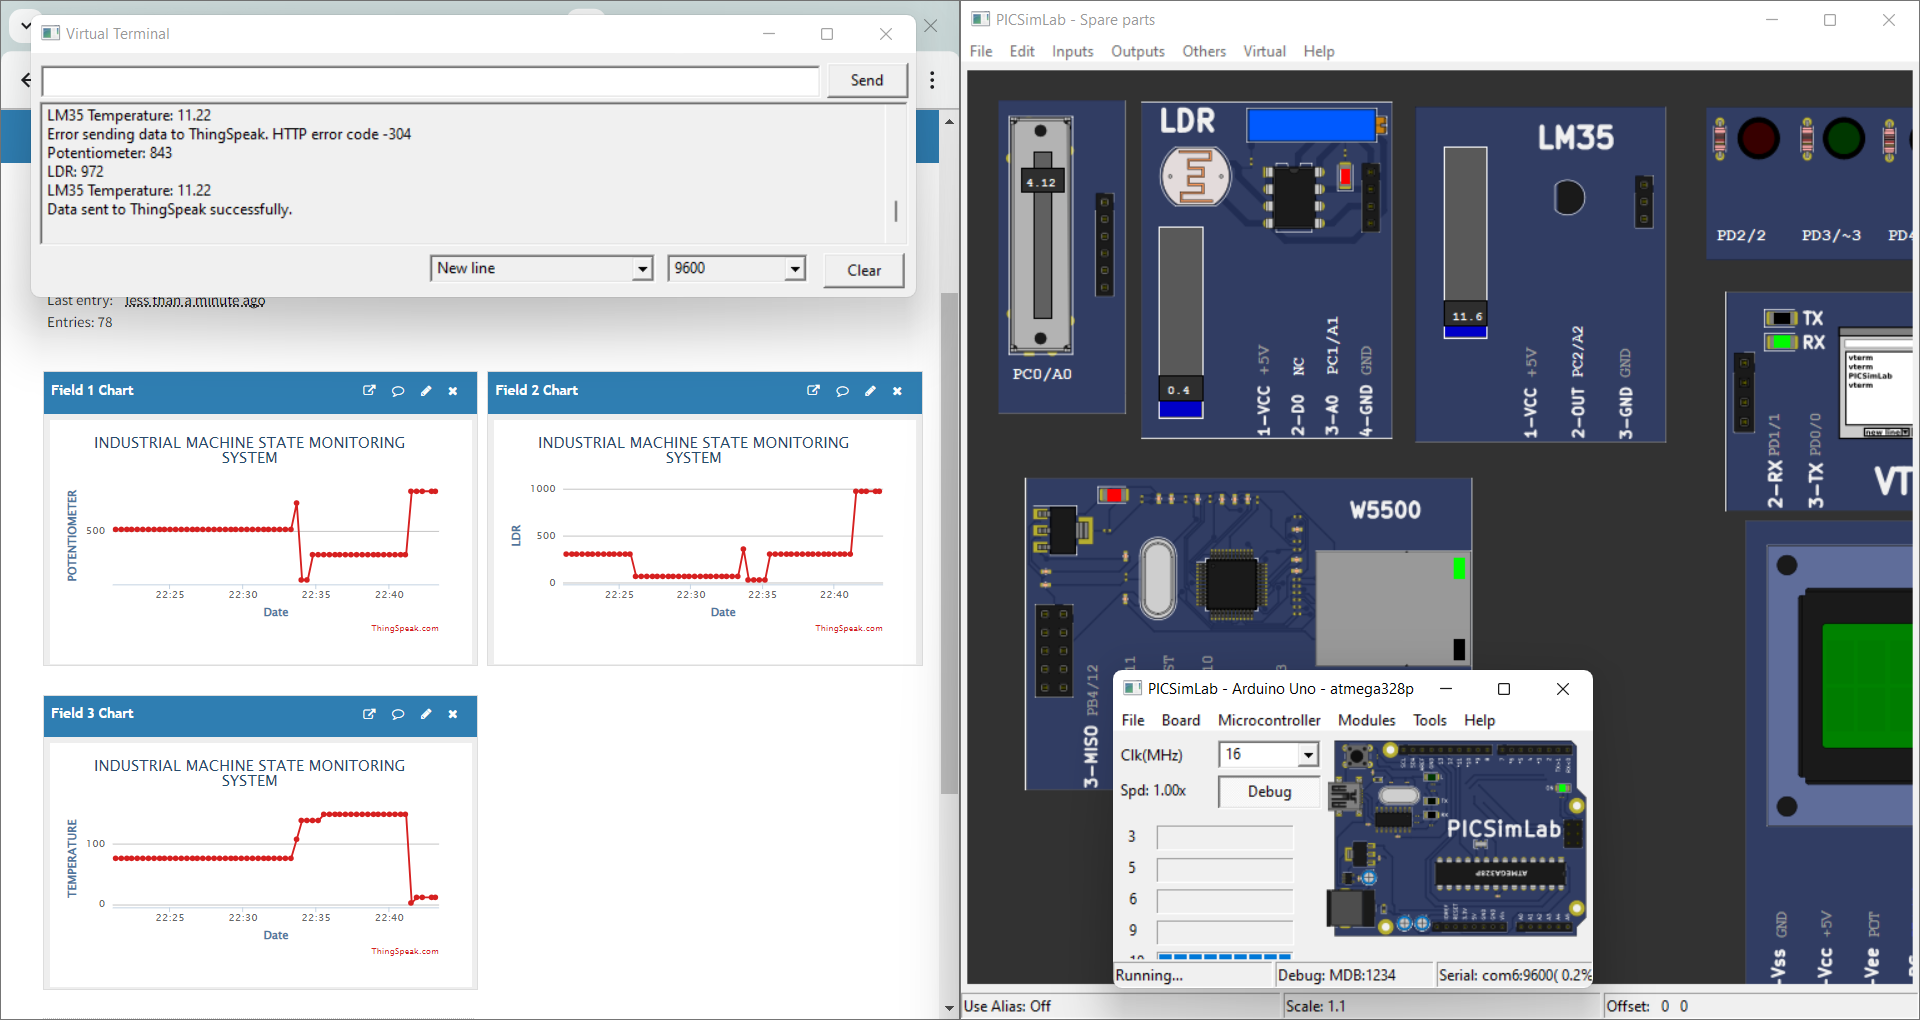 Virtual Terminal
Send
LM35 Temperature: 11.22
Error sending data to ThingSpeak. HTTP error code -304
Potentiometer: 843
LDR: 972
LM35 Temperature: 11.22
Data sent to ThingSpeak successfully.
New line
9600
Clear
Last entry: less than a minute ago
Entries: 78
Field 1 Chart
INDUSTRIAL MACHINE STATE MONITORING
SYSTEM
POTENTIOMETER
500
22:25 22:30 22:35 22:40
Date
ThingSpeak.com
Field 2 Chart
INDUSTRIAL MACHINE STATE MONITORING
SYSTEM
LDR
1000
500
0
22:25 22:30 22:35 22:40
Date
ThingSpeak.com
Field 3 Chart
INDUSTRIAL MACHINE STATE MONITORING
SYSTEM
TEMPERATURE
100
0
22:25 22:30 22:35 22:40
Date
ThingSpeak.com
PICSimLab - Spare parts
File Edit Inputs Outputs Others Virtual Help
4.12
PC0/A0
LDR
0.4
1-VCC +5V
2-DO NC
3-AO PC1/A1
4-GND GND
LM35
11.6
1-VCC +5V
2-OUT PC2/A2
3-GND GND
PD2/2 PD3/~3 PD4
TX
RX
vterm
vterm
PICSimLab
vterm
new line
2-RX PD1/1
3-TX PD0/0
VT
W5500
3-MISO PB4/12
11
ST
10
3
PICSimLab - Arduino Uno - atmega328p
File Board Microcontroller Modules Tools Help
Clk(MHz)
16
Spd: 1.00x
Debug
3
5
6
9
10
PICSimLab
ATMEGA328P
Running...
Debug: MDB:1234
Serial: com6:9600( 0.2%
-Vss GND
-Vcc +5V
-Vee POT
Use Alias: Off
Scale: 1.1
Offset: 0 0